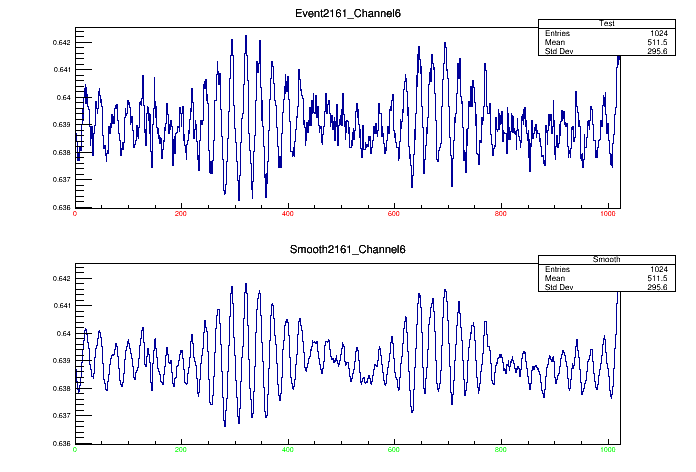 Event2161_Channel6
Test
Entries 1024
Mean 511.5
Std Dev 295.6
0.642
0.641
0.64
0.639
0.638
0.637
0.636
0 200 400 600 800 1000
Smooth2161_Channel6
Smooth
Entries 1024
Mean 511.5
Std Dev 295.6
0.642
0.641
0.64
0.639
0.638
0.637
0.636
0 200 400 600 800 1000